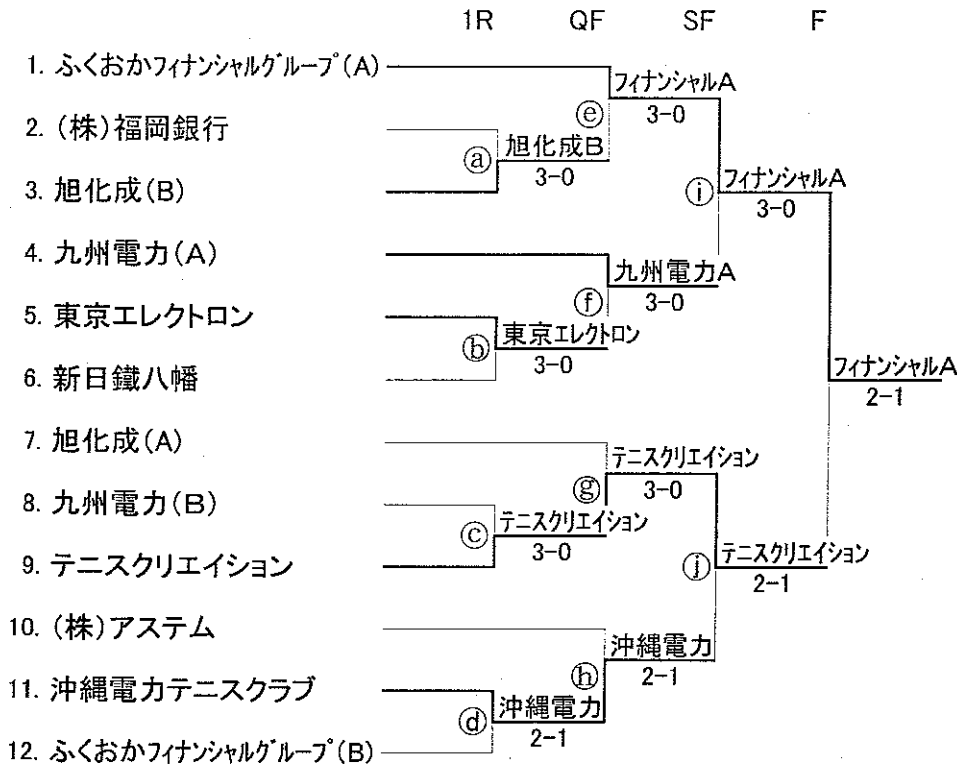 1R QF SF F
1. ふくおかフィナンシャルグループ(A)
フィナンシャルA
ⓔ 3-0
2. (株)福岡銀行
ⓐ 旭化成B
3-0
3. 旭化成(B)
ⓘ フィナンシャルA
3-0
4. 九州電力(A)
九州電力A
ⓕ 3-0
5. 東京エレクトロン
ⓑ 東京エレクトロン
3-0
6. 新日鐵八幡
フィナンシャルA
2-1
7. 旭化成(A)
テニスクリエイション
ⓖ 3-0
8. 九州電力(B)
ⓒ テニスクリエイション
3-0
9. テニスクリエイション
ⓙ テニスクリエイション
2-1
10. (株)アステム
沖縄電力
ⓗ 2-1
11. 沖縄電力テニスクラブ
ⓓ 沖縄電力
2-1
12. ふくおかフィナンシャルグループ(B)